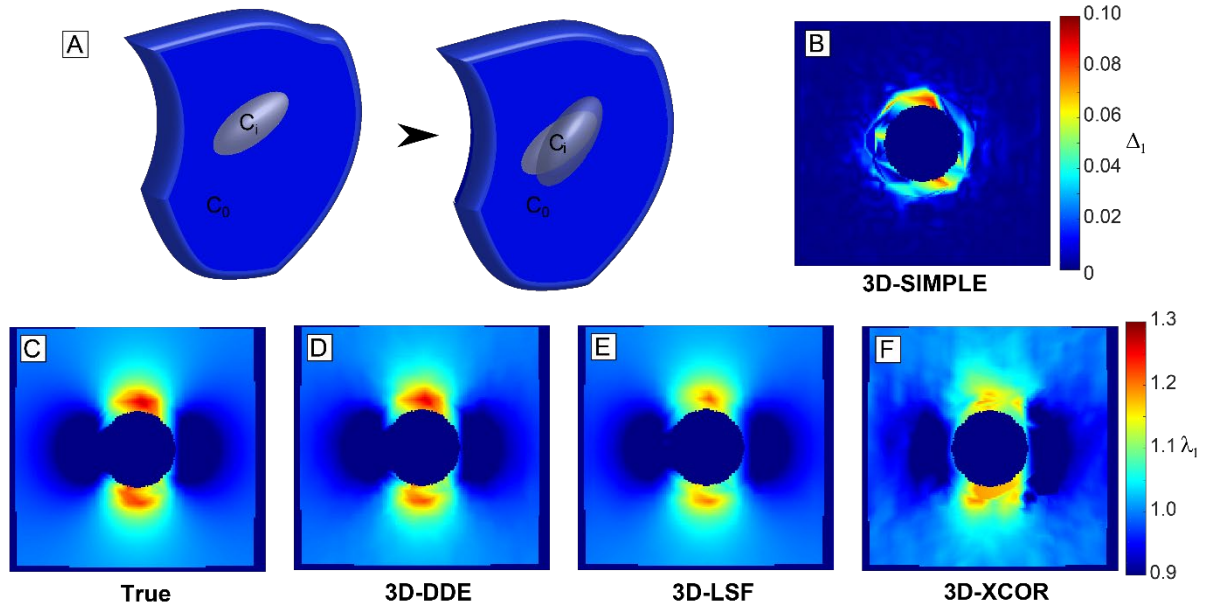 A
Cᵢ
C₀
Cᵢ
C₀
B
0.10
0.08
0.06
0.04
0.02
0
Δ₁
3D-SIMPLE
C
D
E
F
1.3
1.2
1.1
1.0
0.9
λ₁
True
3D-DDE
3D-LSF
3D-XCOR